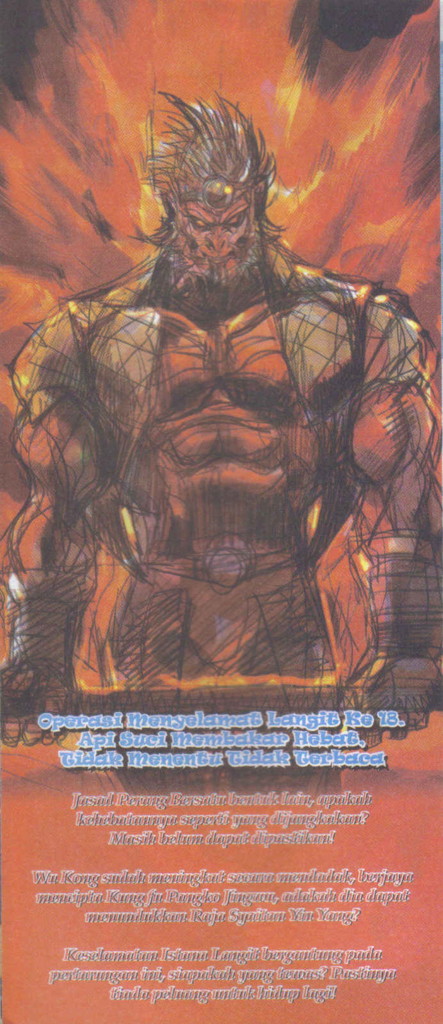 Operasi Menyelamat Langit Ke 18.
Api Suci Membakar Hebat,
Tidak Menentu Tidak Terbaca
Jasad Perang Bersatu bentuk lain, apakah
kehebatannya seperti yang dijangkakan?
Masih belum dapat dipastikan!
Wu Kong sudah meningkat secara mendadak, berjaya
mencipta Kung fu Pangko Jingan, adakah dia dapat
menundukkan Raja Syaitan Yin Yang?
Keselamatan Istana Langit bergantung pada
pertarungan ini, siapakah yang tewas? Pastinya
tiada peluang untuk hidup lagi!